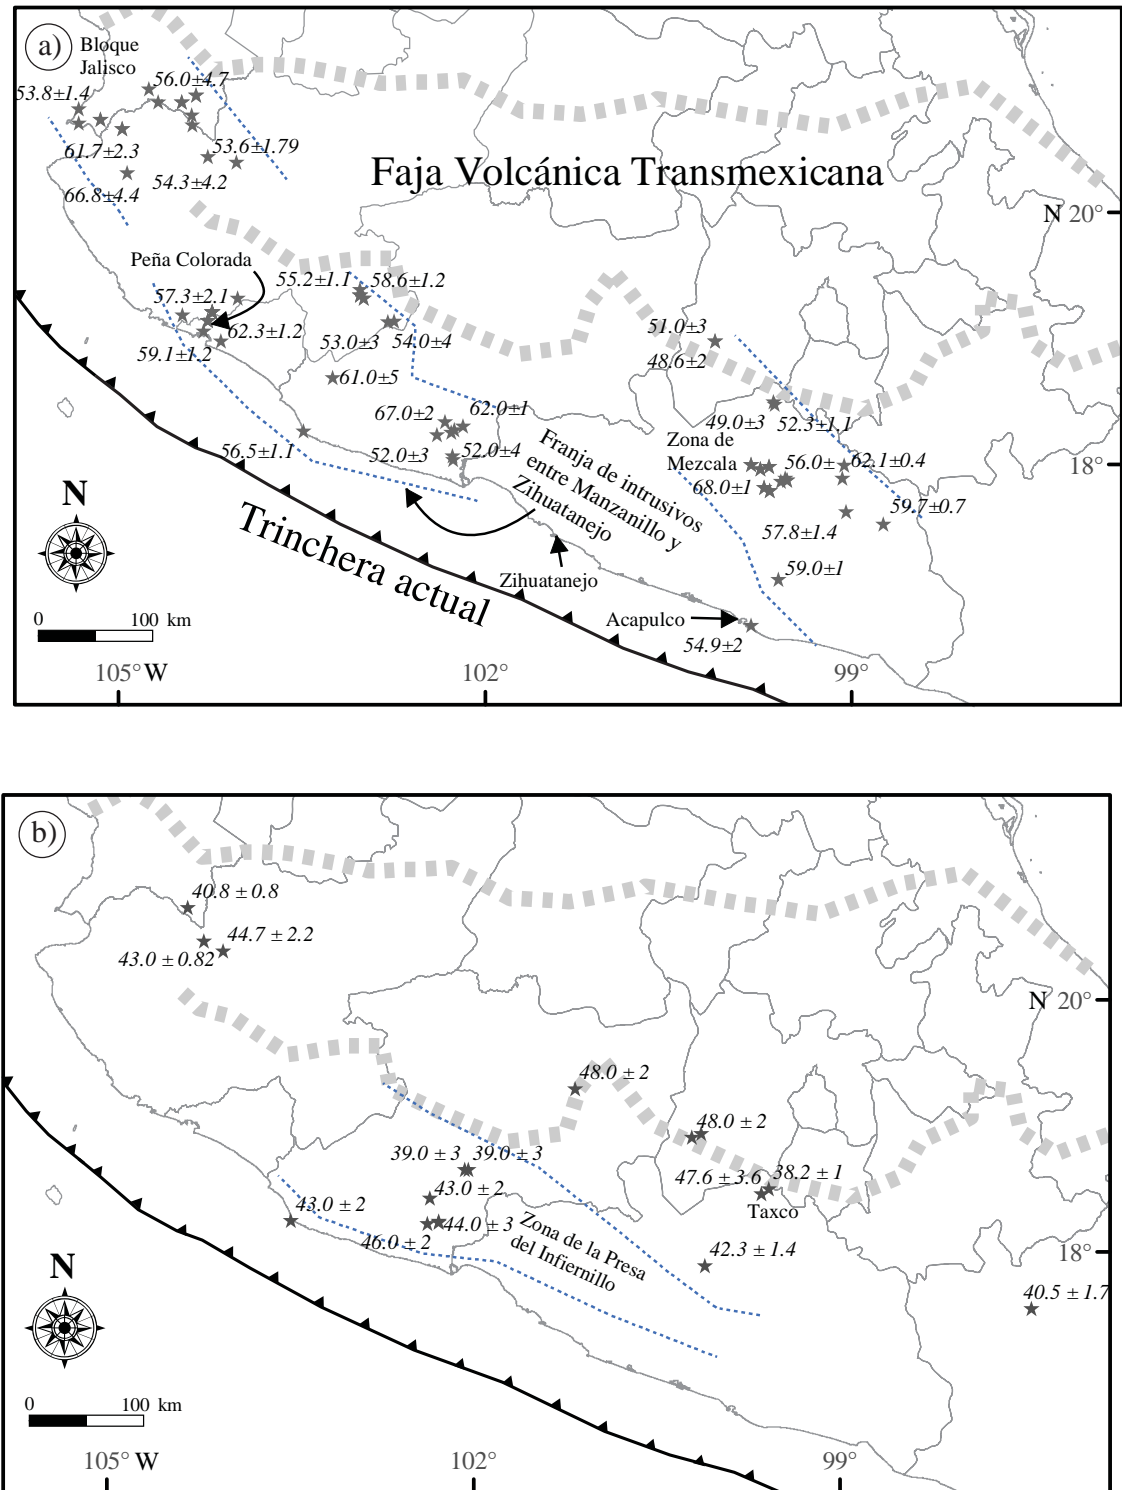 a)
Bloque
Jalisco
56.0±4.7
53.8±1.4
61.7±2.3
53.6±1.79
54.3±4.2
66.8±4.4
Faja Volcánica Transmexicana
N 20°
Peña Colorada
55.2±1.1
58.6±1.2
57.3±2.1
62.3±1.2
59.1±1.2
53.0±3
54.0±4
51.0±3
48.6±2
61.0±5
67.0±2
62.0±1
49.0±3
52.3±1.1
56.5±1.1
52.0±3
52.0±4
Zona de
Mezcala
56.0±
62.1±0.4
18°
68.0±1
59.7±0.7
57.8±1.4
Franja de intrusivos
entre Manzanillo y
Zihuatanejo
N
Trinchera actual
Zihuatanejo
59.0±1
Acapulco
54.9±2
0 100 km
105° W
102°
99°
b)
40.8 ± 0.8
44.7 ± 2.2
43.0 ± 0.82
N 20°
48.0 ± 2
48.0 ± 2
39.0 ± 3
39.0 ± 3
47.6 ± 3.6
38.2 ± 1
43.0 ± 2
43.0 ± 2
Taxco
44.0 ± 3
46.0 ± 2
Zona de la Presa
del Infiernillo
42.3 ± 1.4
18°
40.5 ± 1.7
N
0 100 km
105° W
102°
99°